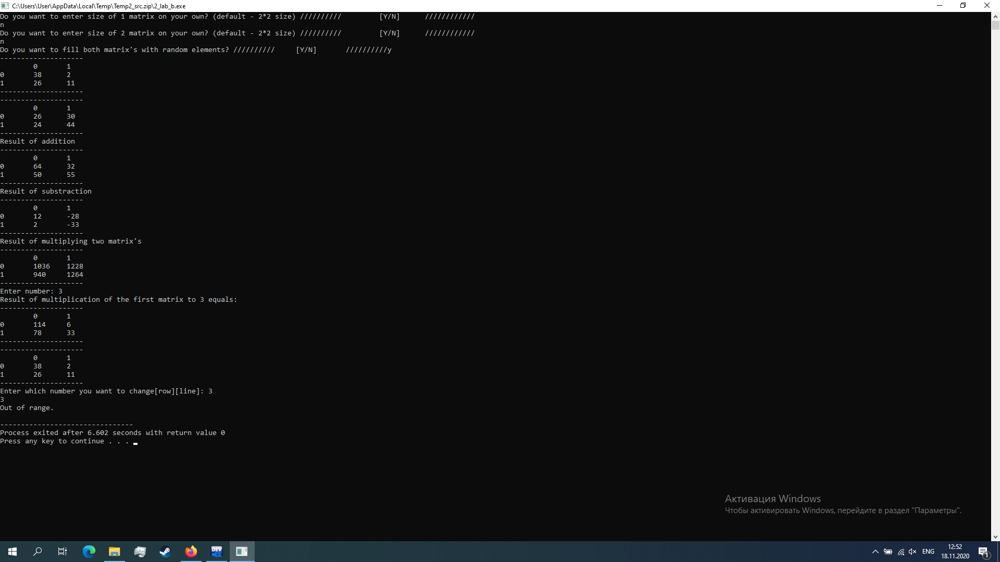 C:\Users\User\AppData\Local\Temp\Temp2_src.zip\2_lab_b.exe
Do you want to enter size of 1 matrix on your own? (default - 2*2 size) ////////// [Y/N] ////////////
n
Do you want to enter size of 2 matrix on your own? (default - 2*2 size) ////////// [Y/N] ////////////
n
Do you want to fill both matrix's with random elements? ////////// [Y/N] //////////y
--------------------
0 1
0 38 2
1 26 11
--------------------
--------------------
0 1
0 26 30
1 24 44
--------------------
Result of addition
--------------------
0 1
0 64 32
1 50 55
--------------------
Result of substraction
--------------------
0 1
0 12 -28
1 2 -33
--------------------
Result of multiplying two matrix's
--------------------
0 1
0 1036 1228
1 940 1264
--------------------
Enter number: 3
Result of multiplication of the first matrix to 3 equals:
--------------------
0 1
0 114 6
1 78 33
--------------------
--------------------
0 1
0 38 2
1 26 11
--------------------
Enter which number you want to change[row][line]: 3
3
Out of range.
--------------------------------
Process exited after 6.602 seconds with return value 0
Press any key to continue . . .
Активация Windows
Чтобы активировать Windows, перейдите в раздел "Параметры".
DEV
C++
ENG
12:52
18.11.2020
1